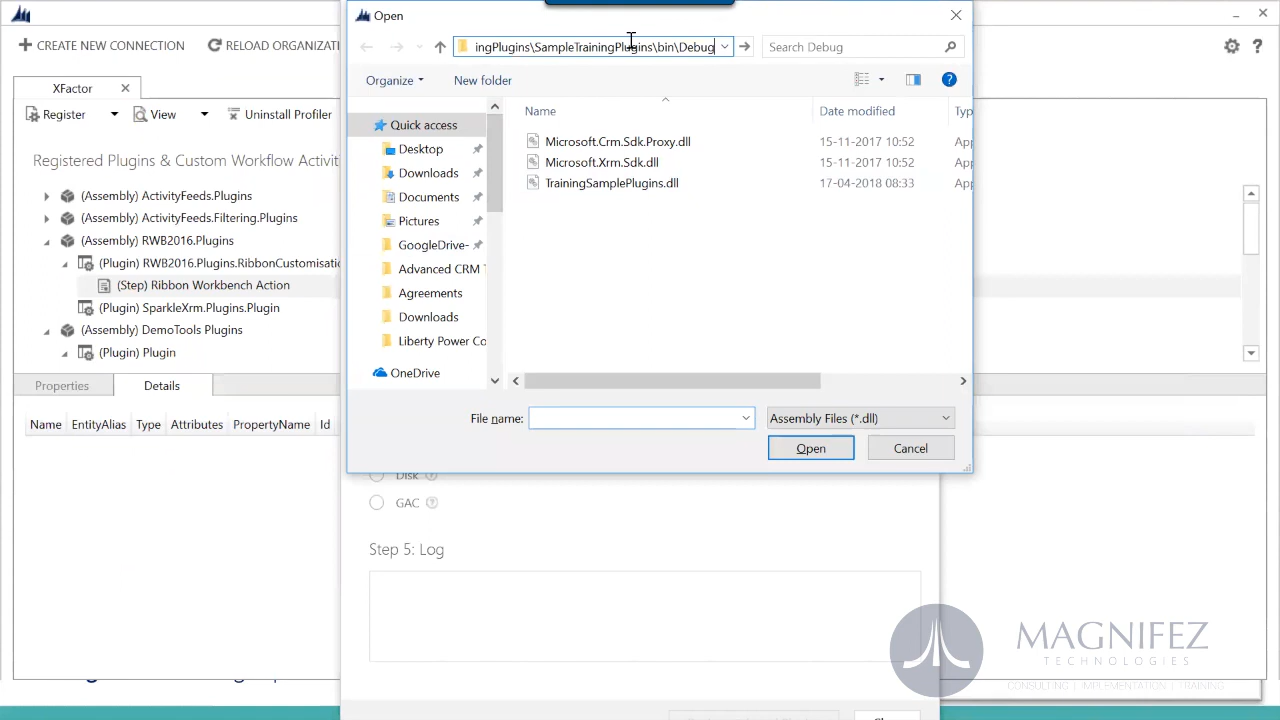 Open
CREATE NEW CONNECTION
RELOAD ORGANIZATI
ingPlugins\SampleTrainingPlugins\bin\Debug
Search Debug
Organize
New folder
XFactor
Register
View
Uninstall Profiler
Registered Plugins & Custom Workflow Activit
(Assembly) ActivityFeeds.Plugins
(Assembly) ActivityFeeds.Filtering.Plugins
(Assembly) RWB2016.Plugins
(Plugin) RWB2016.Plugins.RibbonCustomisatio
(Step) Ribbon Workbench Action
(Plugin) SparkleXrm.Plugins.Plugin
(Assembly) DemoTools Plugins
(Plugin) Plugin
Quick access
Desktop
Downloads
Documents
Pictures
GoogleDrive-
Advanced CRM T
Agreements
Downloads
Liberty Power Co
OneDrive
Name
Date modified
Typ
Microsoft.Crm.Sdk.Proxy.dll
15-11-2017 10:52
App
Microsoft.Xrm.Sdk.dll
15-11-2017 10:52
App
TrainingSamplePlugins.dll
17-04-2018 08:33
App
File name:
Assembly Files (*.dll)
Open
Cancel
Properties
Details
Name
EntityAlias
Type
Attributes
PropertyName
Id
Disk
GAC
Step 5: Log
MAGNIFEZ
TECHNOLOGIES
CONSULTING | IMPLEMENTATION | TRAINING